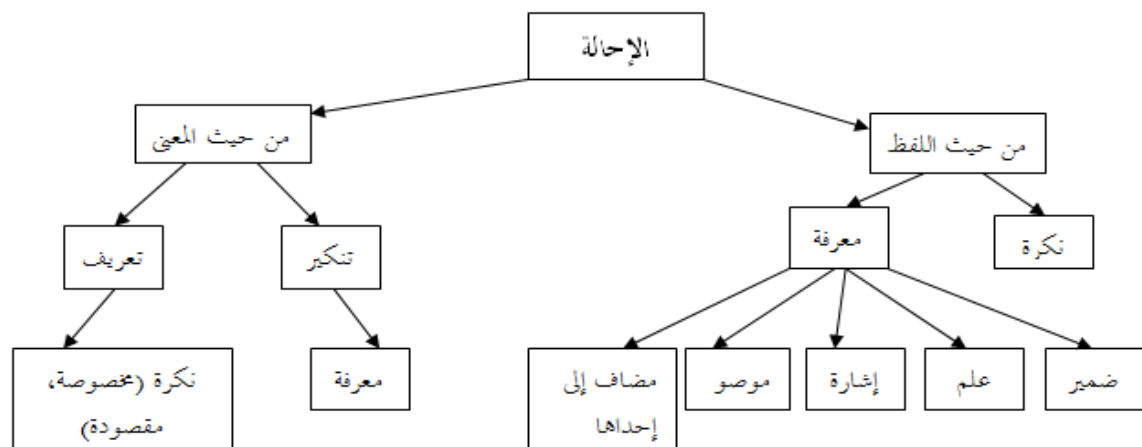 الإحالة
من حيث اللفظ
من حيث المعنى
نكرة
معرفة
تنكير
تعريف
ضمير
علم
إشارة
موصو
مضاف إلى
إحداها
معرفة
نكرة (مخصوصة،
مقصودة)